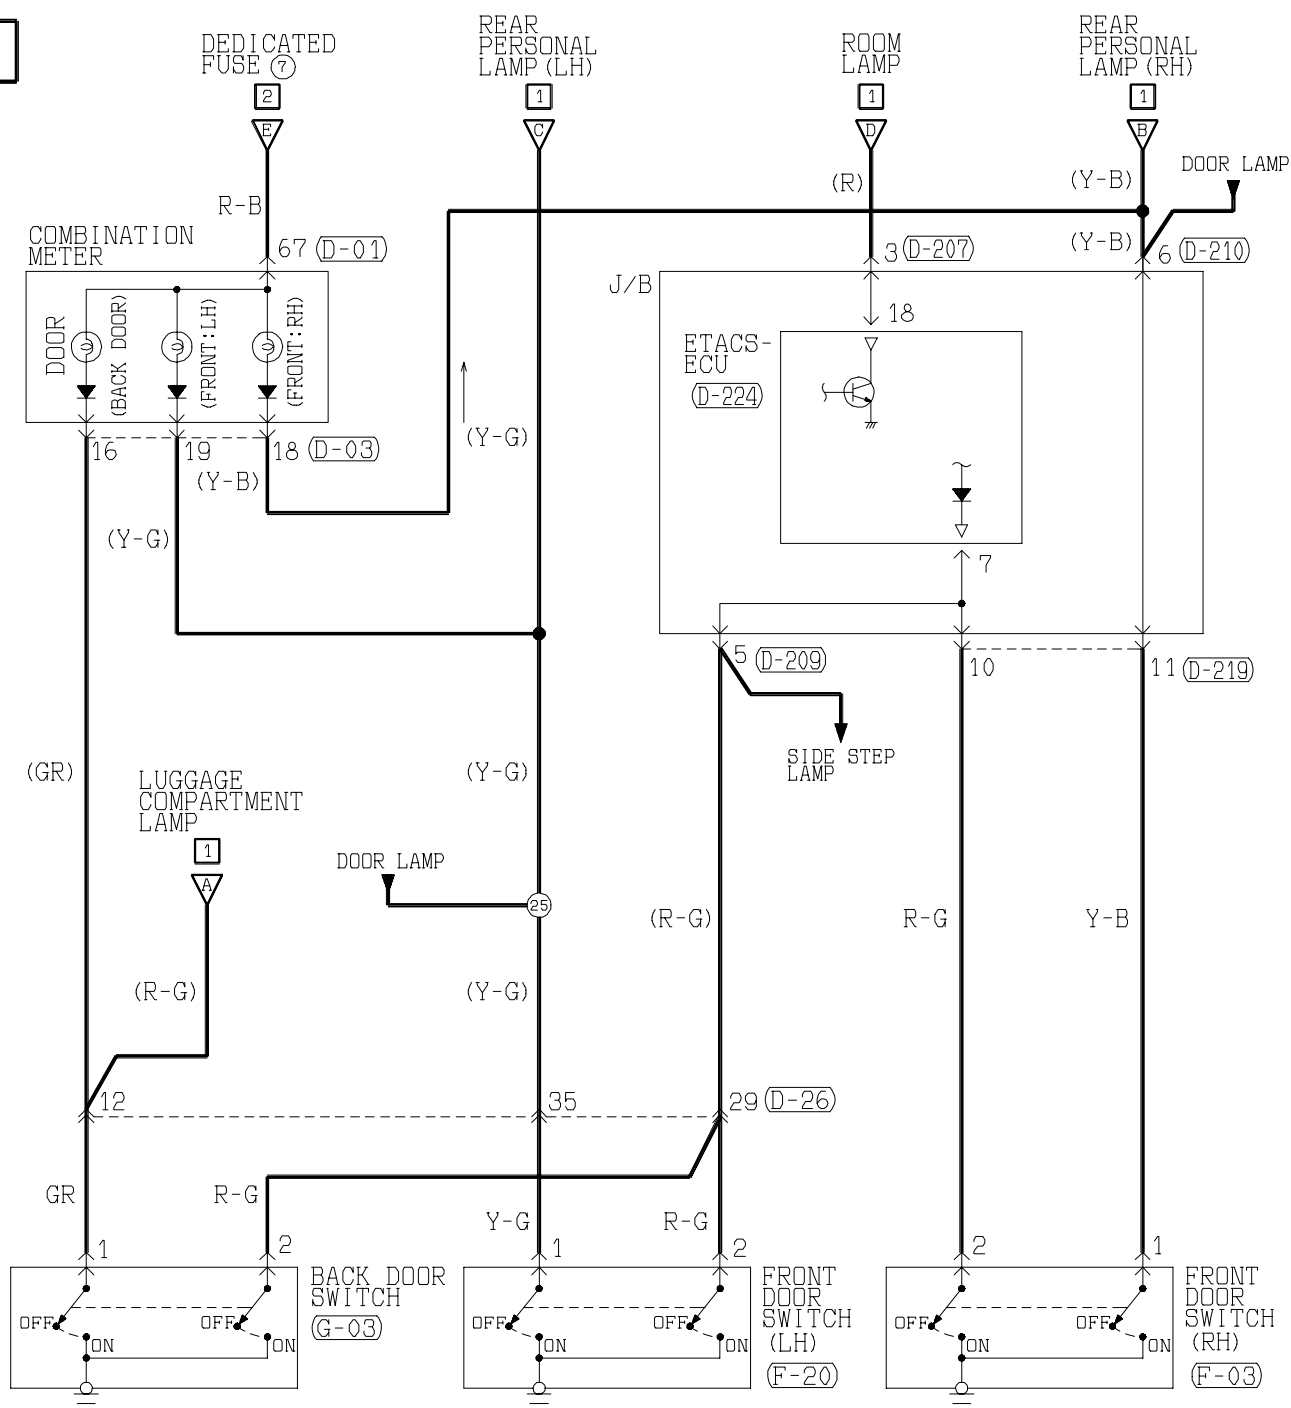 DEDICATED
FUSE 7
2
E
REAR
PERSONAL
LAMP (LH)
1
C
ROOM
LAMP
1
D
REAR
PERSONAL
LAMP (RH)
1
B
DOOR LAMP
(R)
(Y-B)
R-B
(Y-B)
COMBINATION
METER
67 (D-01)
3 (D-207)
6 (D-210)
J/B
18
DOOR
(BACK DOOR)
(FRONT:LH)
(FRONT:RH)
ETACS-
ECU
(D-224)
(Y-G)
16
19
18 (D-03)
(Y-B)
(Y-G)
7
5 (D-209)
10
11 (D-219)
SIDE STEP
LAMP
(GR)
(Y-G)
LUGGAGE
COMPARTMENT
LAMP
1
A
DOOR LAMP
25
(R-G)
R-G
Y-B
(R-G)
(Y-G)
12
35
29 (D-26)
GR
R-G
Y-G
R-G
1
2
1
2
2
1
BACK DOOR
SWITCH
(G-03)
OFF
ON
OFF
ON
FRONT
DOOR
SWITCH
(LH)
(F-20)
OFF
ON
OFF
ON
FRONT
DOOR
SWITCH
(RH)
(F-03)
OFF
ON
OFF
ON